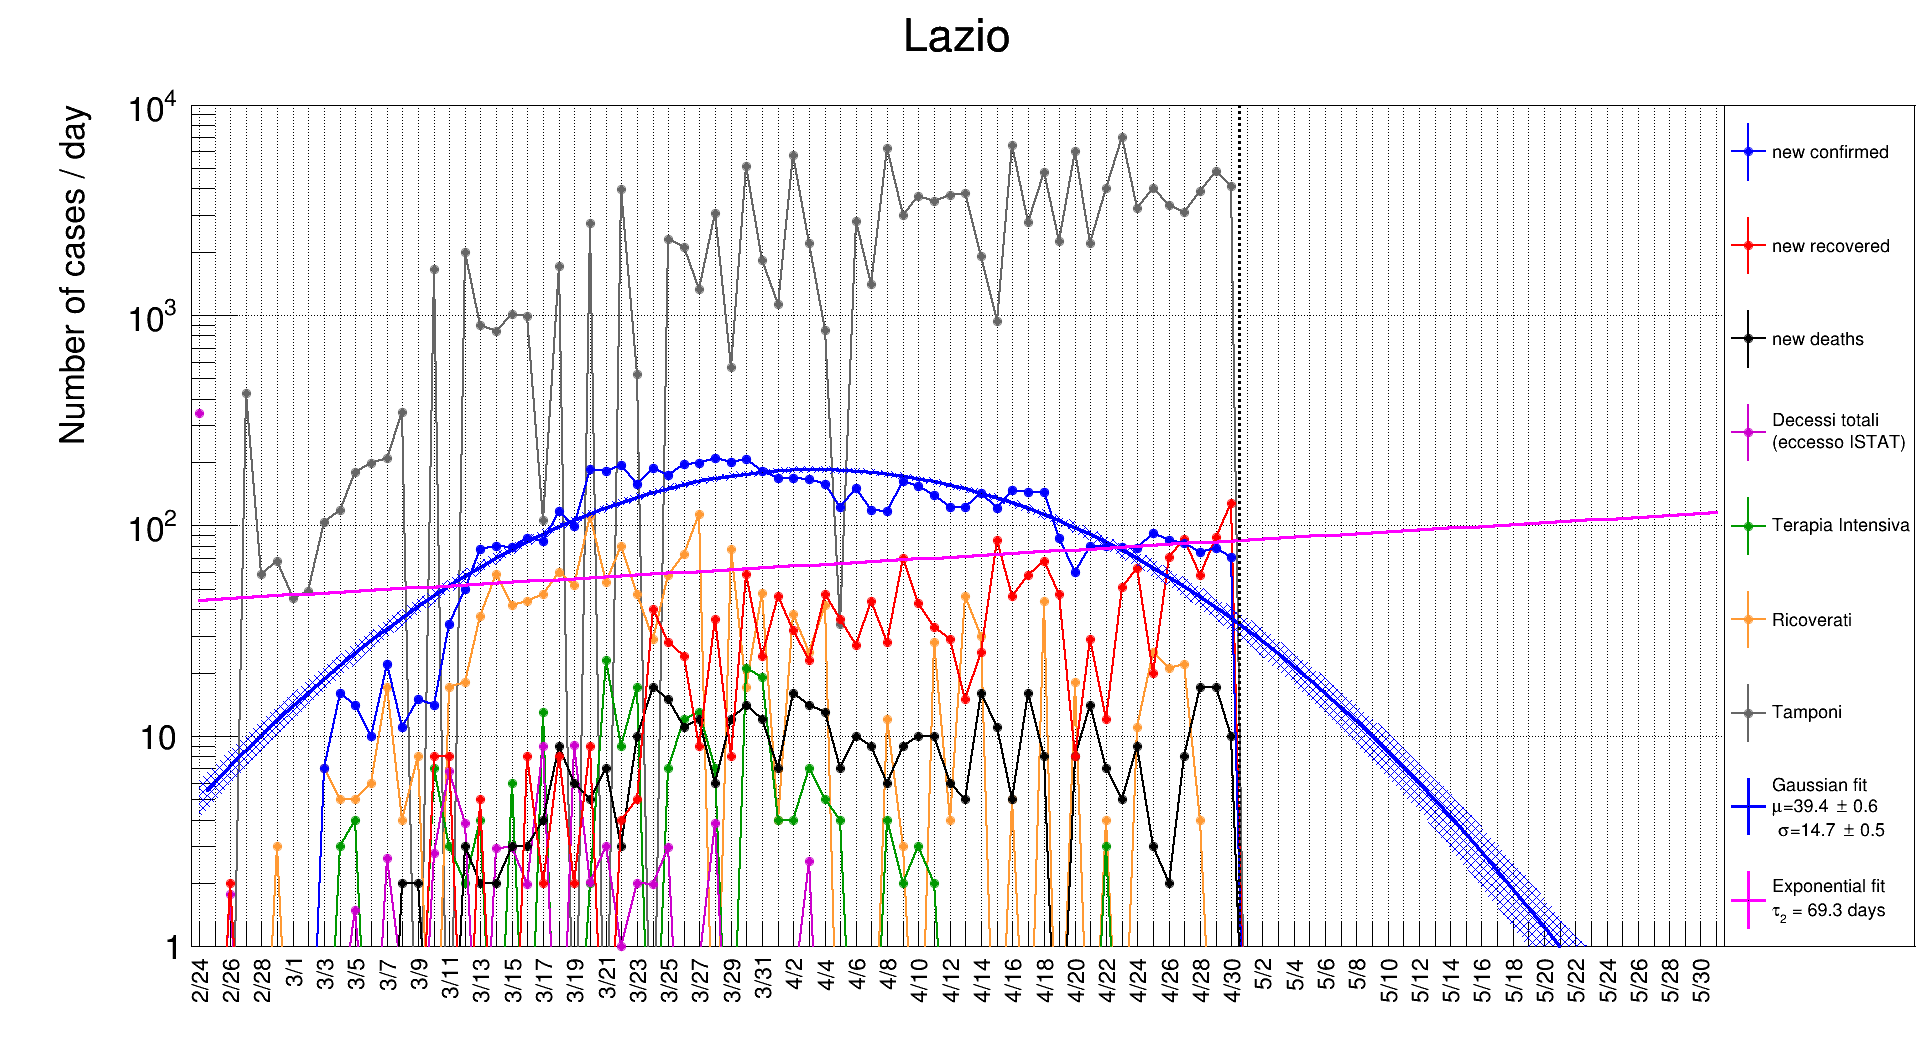 Lazio
Number of cases / day
10⁴
10³
10²
10
1
2/24 2/26 2/28 3/1 3/3 3/5 3/7 3/9 3/11 3/13 3/15 3/17 3/19 3/21 3/23 3/25 3/27 3/29 3/31 4/2 4/4 4/6 4/8 4/10 4/12 4/14 4/16 4/18 4/20 4/22 4/24 4/26 4/28 4/30 5/2 5/4 5/6 5/8 5/10 5/12 5/14 5/16 5/18 5/20 5/22 5/24 5/26 5/28 5/30
new confirmed
new recovered
new deaths
Decessi totali
(eccesso ISTAT)
Terapia Intensiva
Ricoverati
Tamponi
Gaussian fit
μ=39.4 ± 0.6
σ=14.7 ± 0.5
Exponential fit
τ₂ = 69.3 days